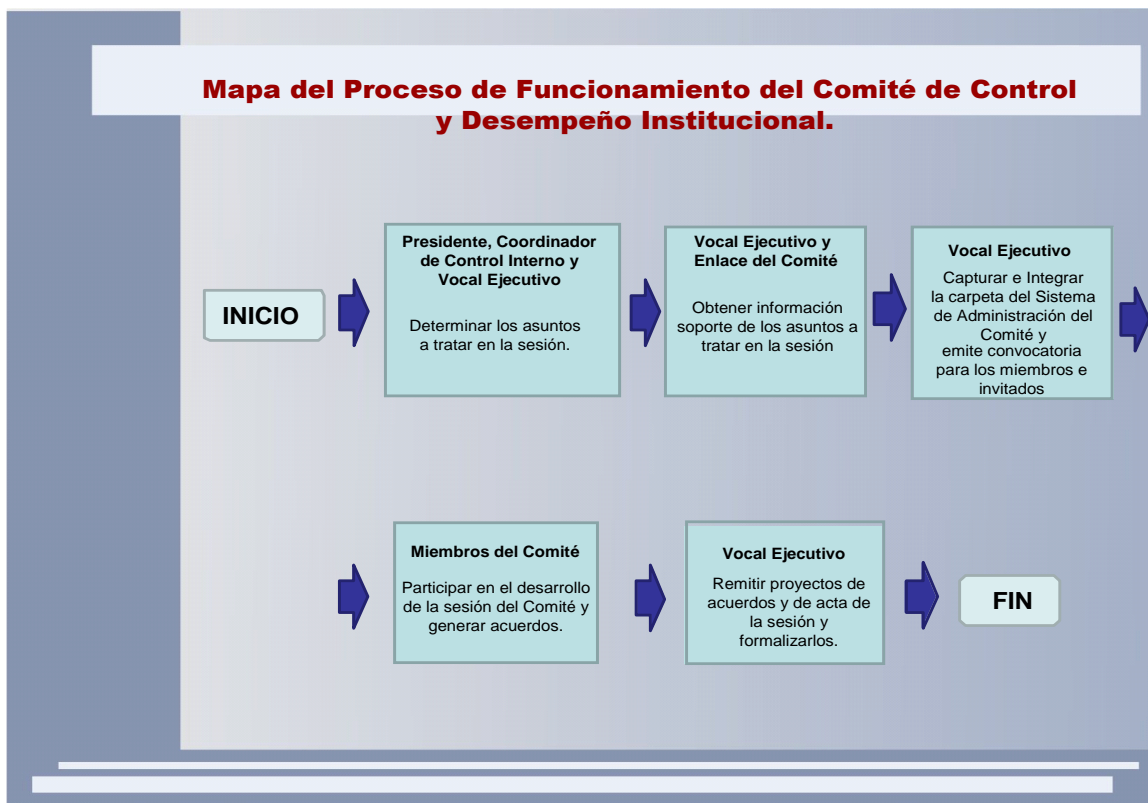 Mapa del Proceso de Funcionamiento del Comité de Control
y Desempeño Institucional.
INICIO
Presidente, Coordinador
de Control Interno y
Vocal Ejecutivo
Determinar los asuntos
a tratar en la sesión.
Vocal Ejecutivo y
Enlace del Comité
Obtener información
soporte de los asuntos a
tratar en la sesión
Vocal Ejecutivo
Capturar e Integrar
la carpeta del Sistema
de Administración del
Comité y
emite convocatoria
para los miembros e
invitados
Miembros del Comité
Participar en el desarrollo
de la sesión del Comité y
generar acuerdos.
Vocal Ejecutivo
Remitir proyectos de
acuerdos y de acta de
la sesión y
formalizarlos.
FIN